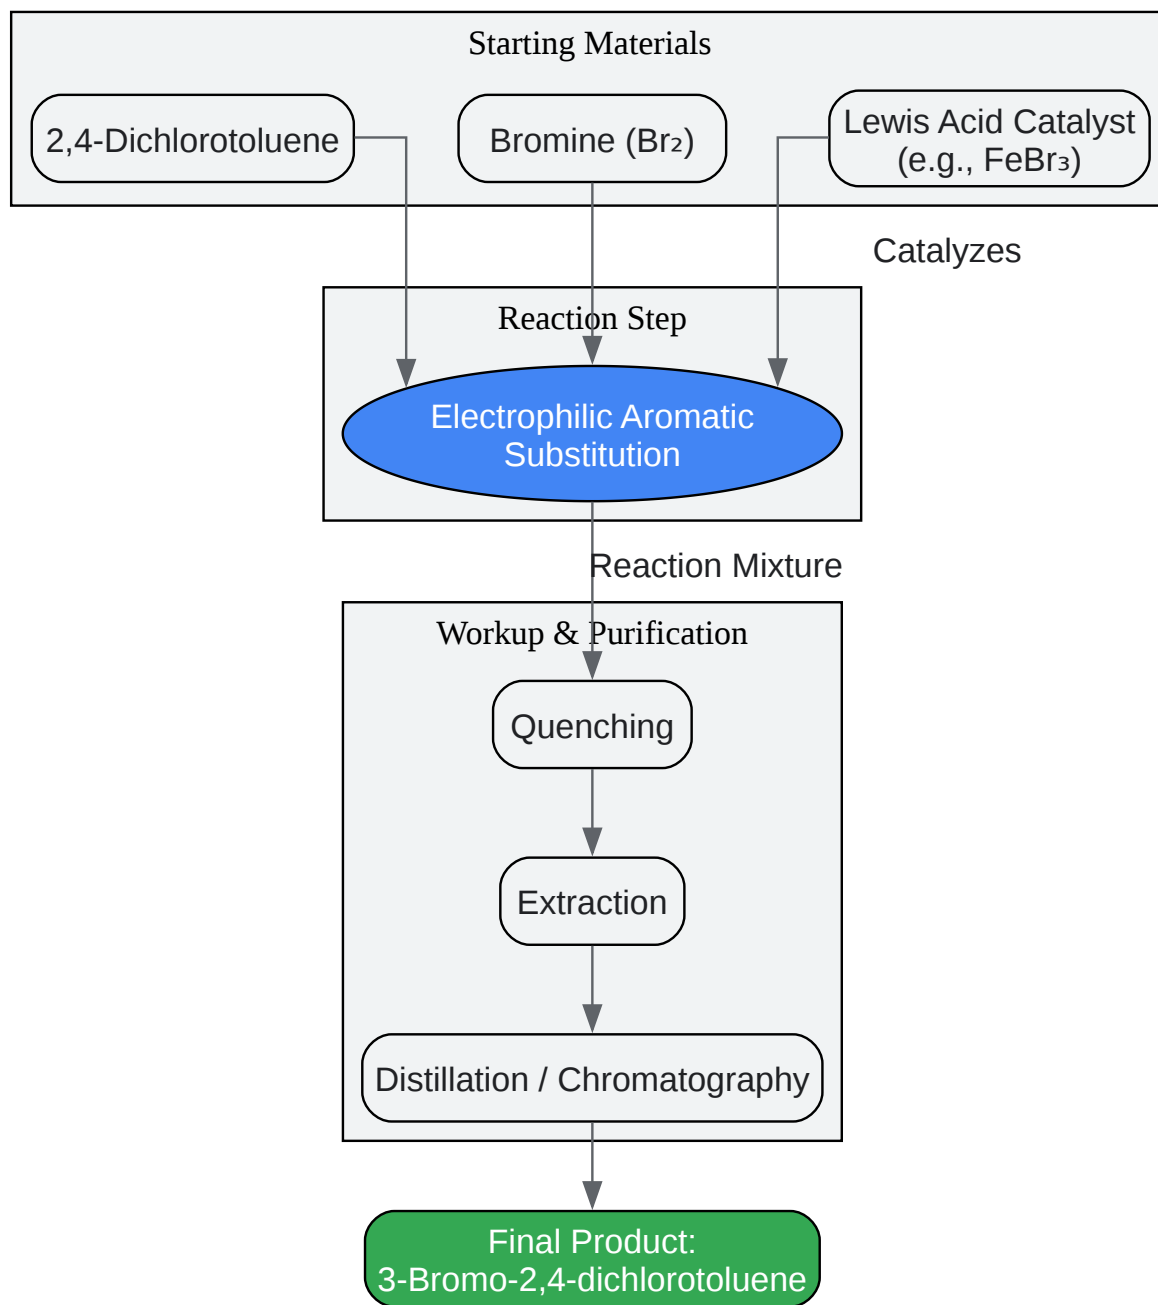 Starting Materials
2,4-Dichlorotoluene
Bromine (Br₂)
Lewis Acid Catalyst
(e.g., FeBr₃)
Catalyzes
Reaction Step
Electrophilic Aromatic
Substitution
Reaction Mixture
Workup & Purification
Quenching
Extraction
Distillation / Chromatography
Final Product:
3-Bromo-2,4-dichlorotoluene